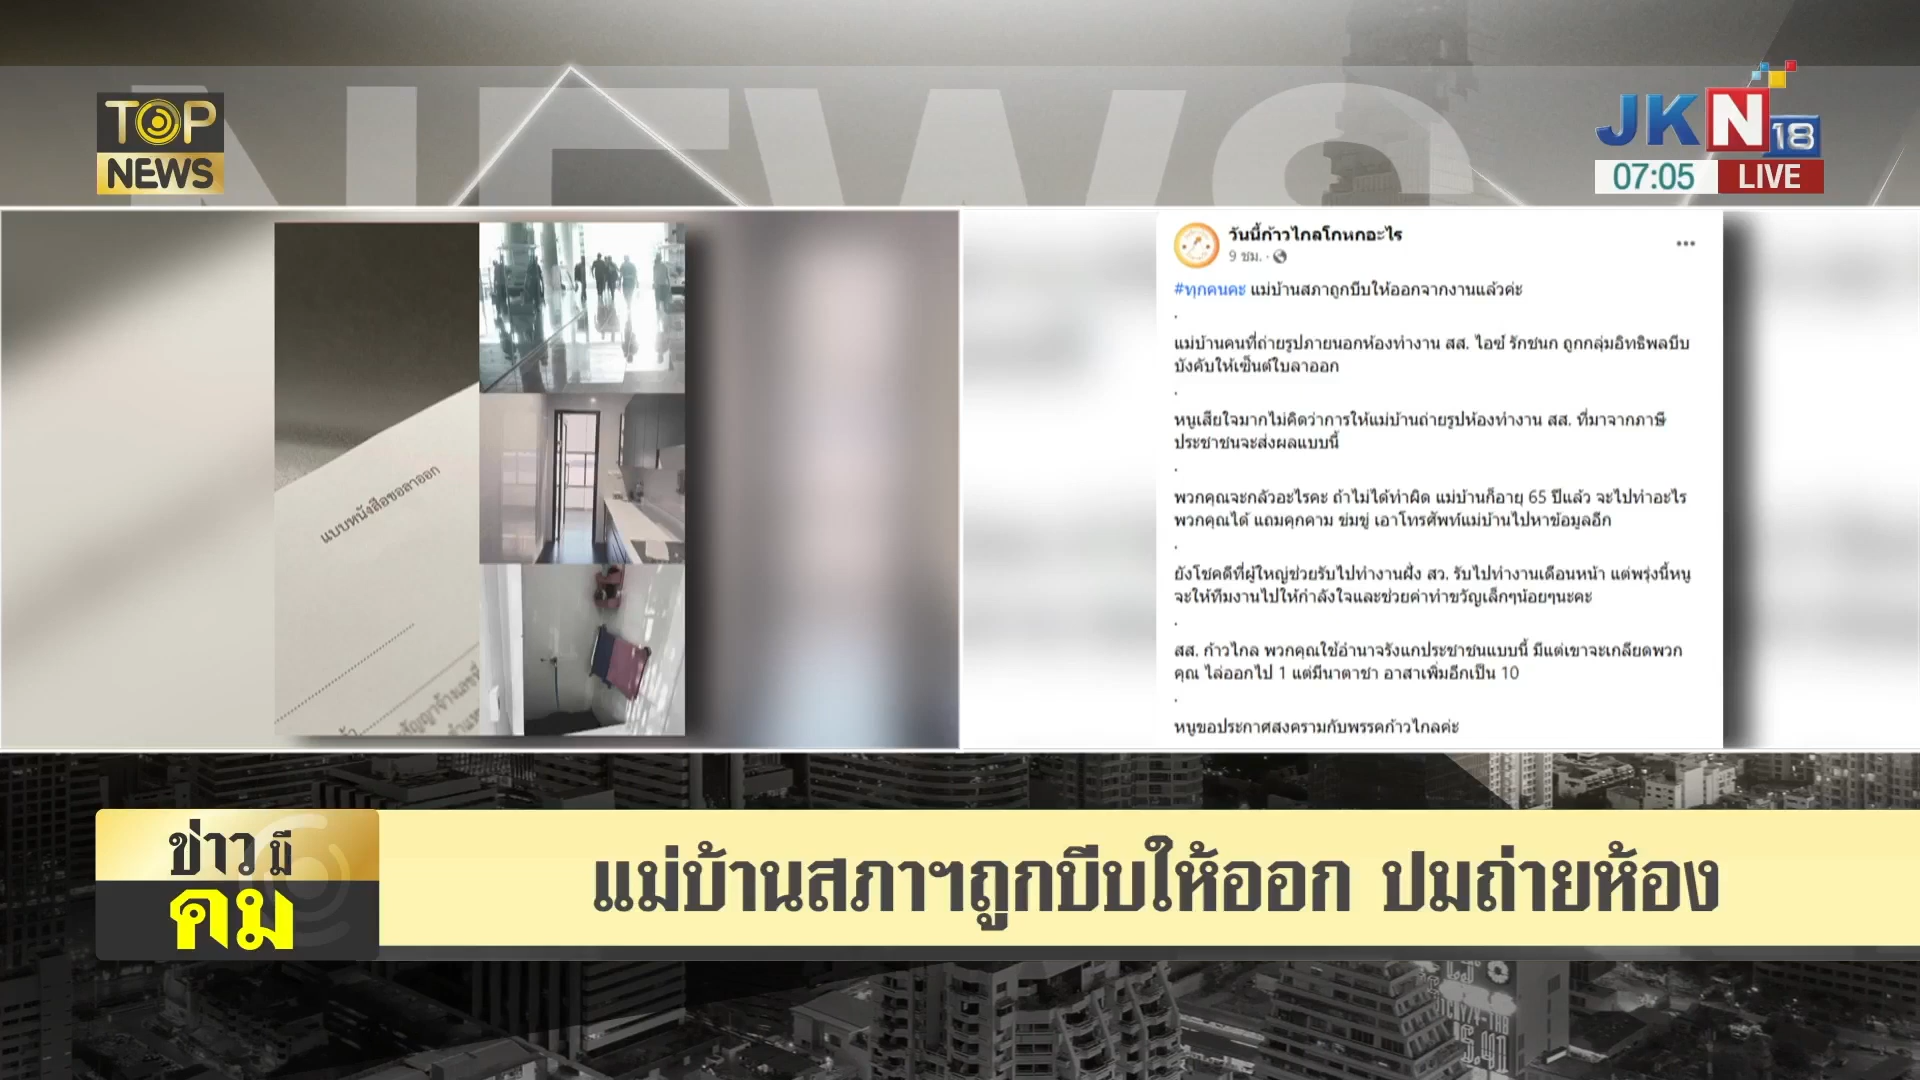 NEWS
TOP
NEWS
JKN18
07:05 LIVE
แบบหนังสือขอลาออก
วันนี้ก้าวไกลโกหกอะไร
9 ชม.
#ทุกคนคะ แม่บ้านสภาถูกบีบให้ออกจากงานแล้วค่ะ
.
แม่บ้านคนที่ถ่ายรูปภายนอกห้องทำงาน สส. ไอซ์ รักชนก ถูกกลุ่มอิทธิพลบีบ
บังคับให้เซ็นต์ใบลาออก
.
หนูเสียใจมากไม่คิดว่าการให้แม่บ้านถ่ายรูปห้องทำงาน สส. ที่มาจากภาษี
ประชาชนจะส่งผลแบบนี้
.
พวกคุณจะกลัวอะไรคะ ถ้าไม่ได้ทำผิด แม่บ้านก็อายุ 65 ปีแล้ว จะไปทำอะไร
พวกคุณได้ แถมคุกคาม ข่มขู่ เอาโทรศัพท์แม่บ้านไปหาข้อมูลอีก
.
ยังโชคดีที่ผู้ใหญ่ช่วยรับไปทำงานฝั่ง สว. รับไปทำงานเดือนหน้า แต่พรุ่งนี้หนู
จะให้ทีมงานไปให้กำลังใจและช่วยค่าทำขวัญเล็กๆน้อยๆนะคะ
.
สส. ก้าวไกล พวกคุณใช้อำนาจรังแกประชาชนแบบนี้ มีแต่เขาจะเกลียดพวก
คุณ ไล่ออกไป 1 แต่มีนาตาชา อาสาเพิ่มอีกเป็น 10
.
หนูขอประกาศสงครามกับพรรคก้าวไกลค่ะ
ข่าวมี
คม
แม่บ้านสภาฯถูกบีบให้ออก ปมถ่ายห้อง